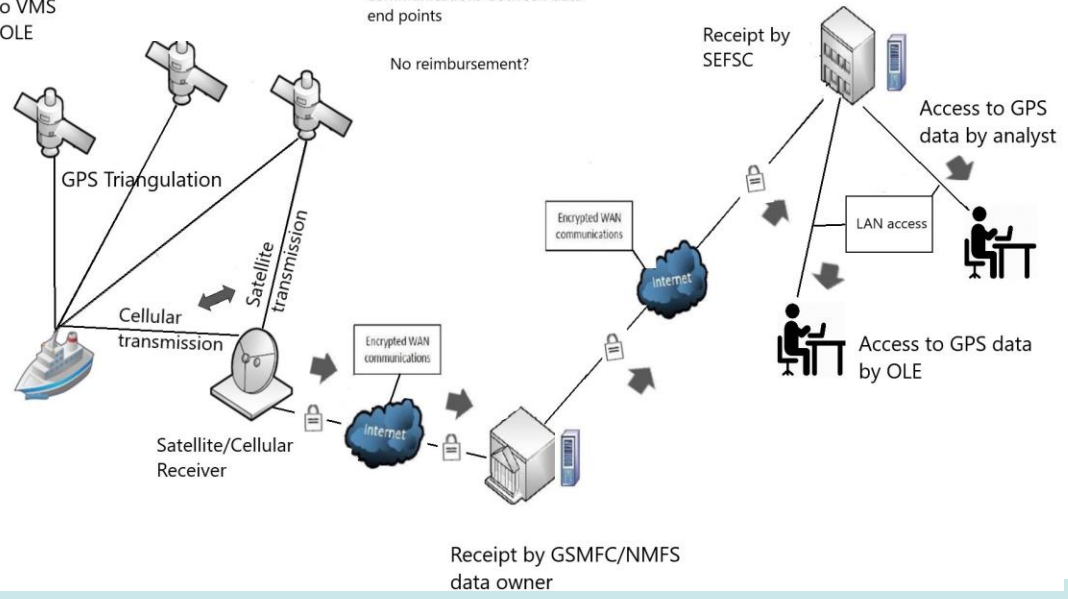 o VMS
OLE
end points
No reimbursement?
Receipt by
SEFSC
Access to GPS
data by analyst
GPS Triangulation
Encrypted WAN
communications
LAN access
Satellite
transmission
Internet
Cellular
transmission
Encrypted WAN
communications
Access to GPS data
by OLE
Internet
Satellite/Cellular
Receiver
Receipt by GSMFC/NMFS
data owner